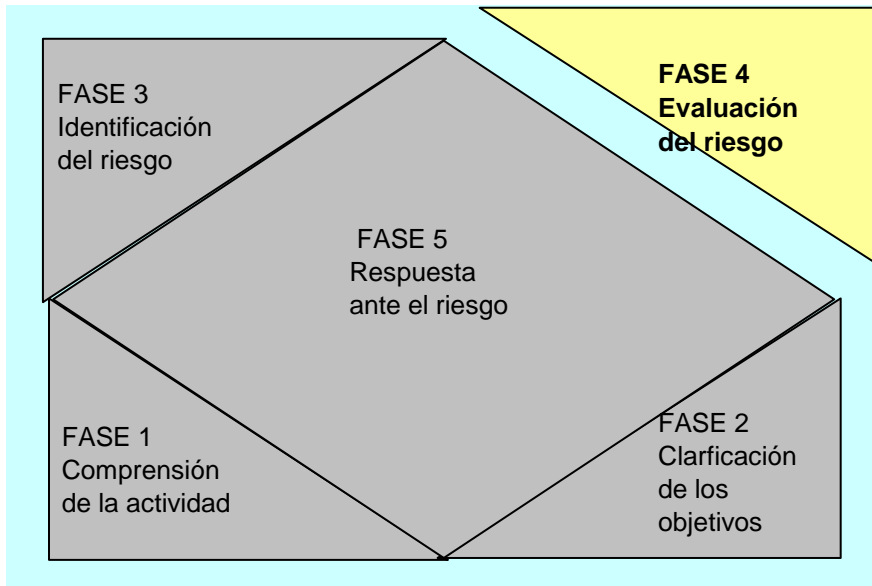 FASE 3
Identificación
del riesgo
FASE 4
Evaluación
del riesgo
FASE 5
Respuesta
ante el riesgo
FASE 1
Comprensión
de la actividad
FASE 2
Clarficación
de los
objetivos